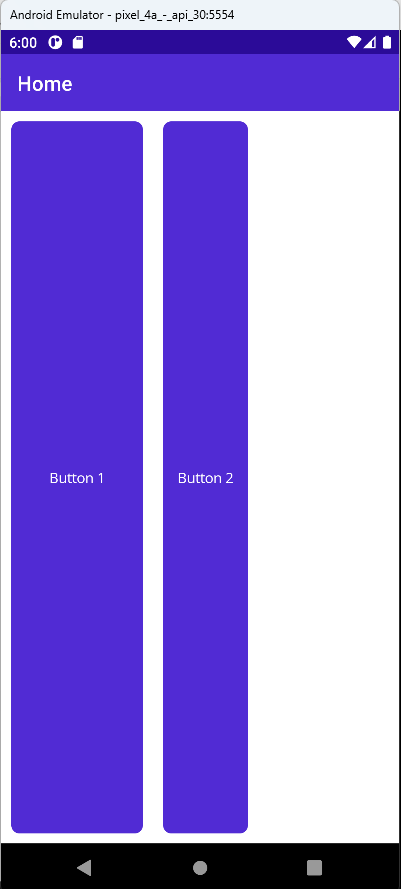 Android Emulator - pixel_4a_-_api_30:5554
6:00
Home
Button 1
Button 2